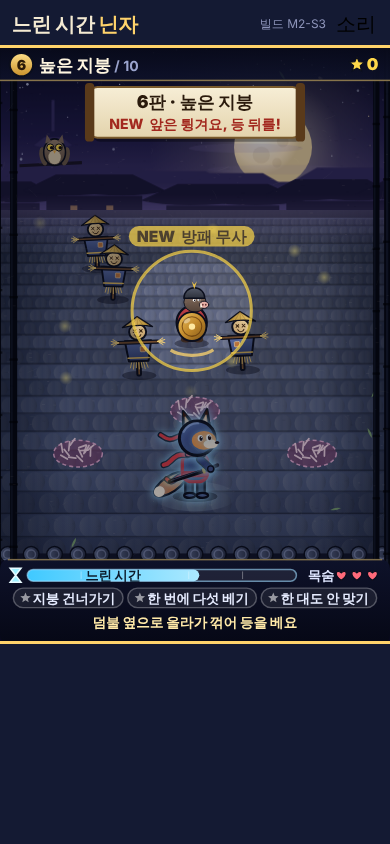 느린 시간 닌자
빌드 M2-S3 소리
6 높은 지붕 / 10 ★ 0
6판 · 높은 지붕
NEW 앞은 튕겨요, 등 뒤를!
NEW 방패 무사
느린 시간 목숨 ♥ ♥ ♥
★ 지붕 건너가기 ★ 한 번에 다섯 베기 ★ 한 대도 안 맞기
덤불 옆으로 올라가 꺾어 등을 베요